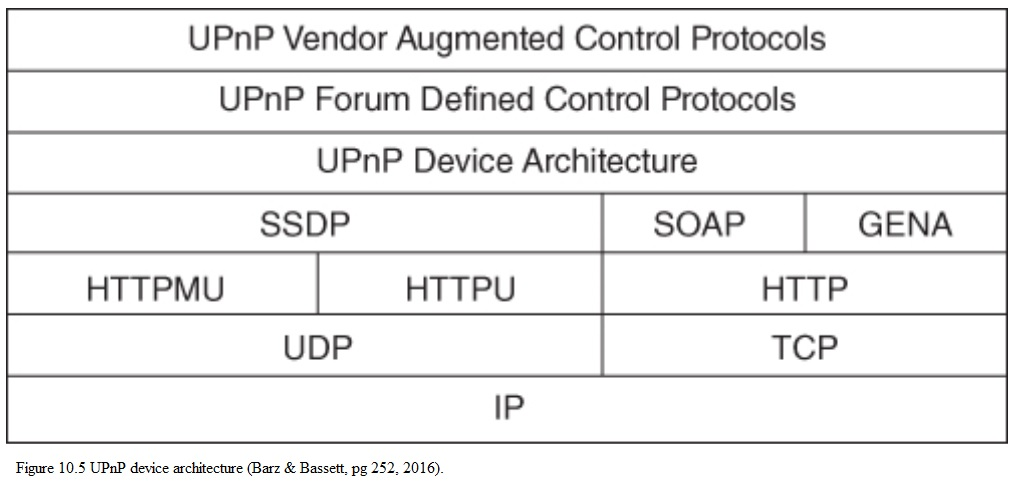 UPnP Vendor Augmented Control Protocols
UPnP Forum Defined Control Protocols
UPnP Device Architecture
SSDP SOAP GENA
HTTPMU HTTPU HTTP
UDP TCP
IP
Figure 10.5 UPnP device architecture (Barz & Bassett, pg 252, 2016).